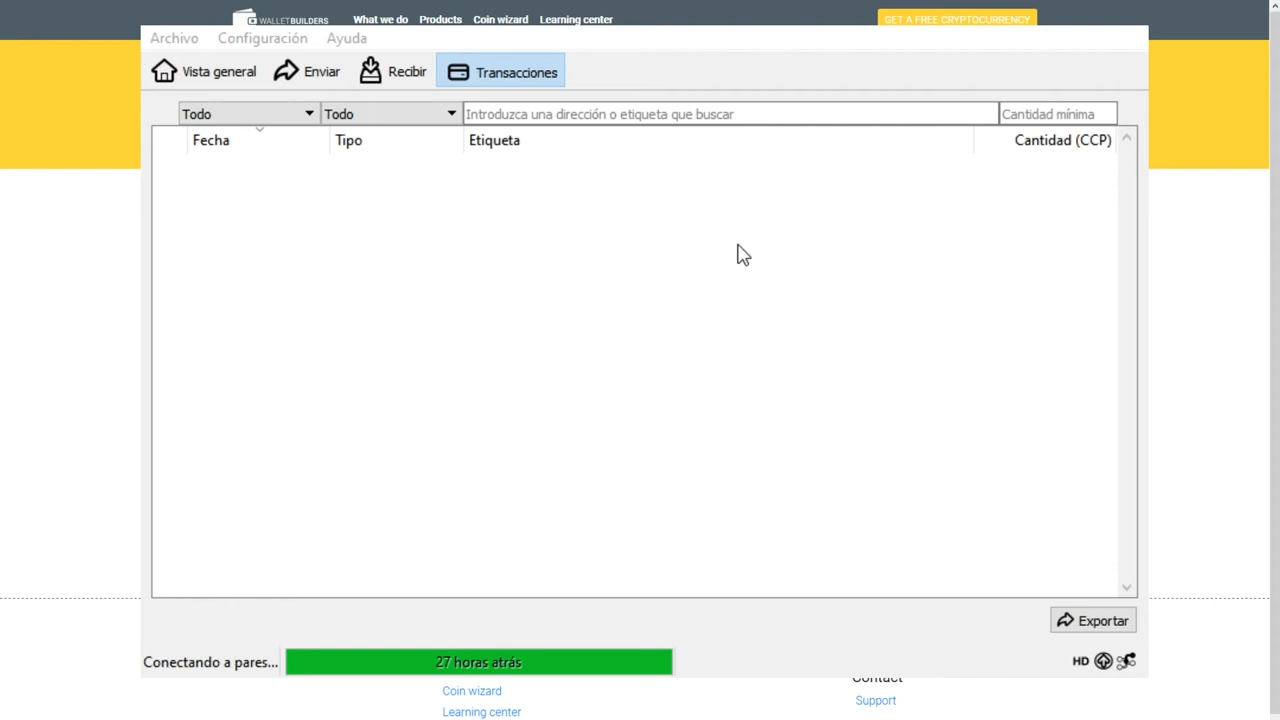 WALLETBUILDERS What we do Products Coin wizard Learning center GET A FREE CRYPTOCURRENCY
Archivo Configuración Ayuda
Vista general Enviar Recibir Transacciones
Todo Todo Introduzca una dirección o etiqueta que buscar Cantidad mínima
Fecha Tipo Etiqueta Cantidad (CCP)
Exportar
Conectando a pares... 27 horas atrás HD
Contact
Coin wizard Support
Learning center